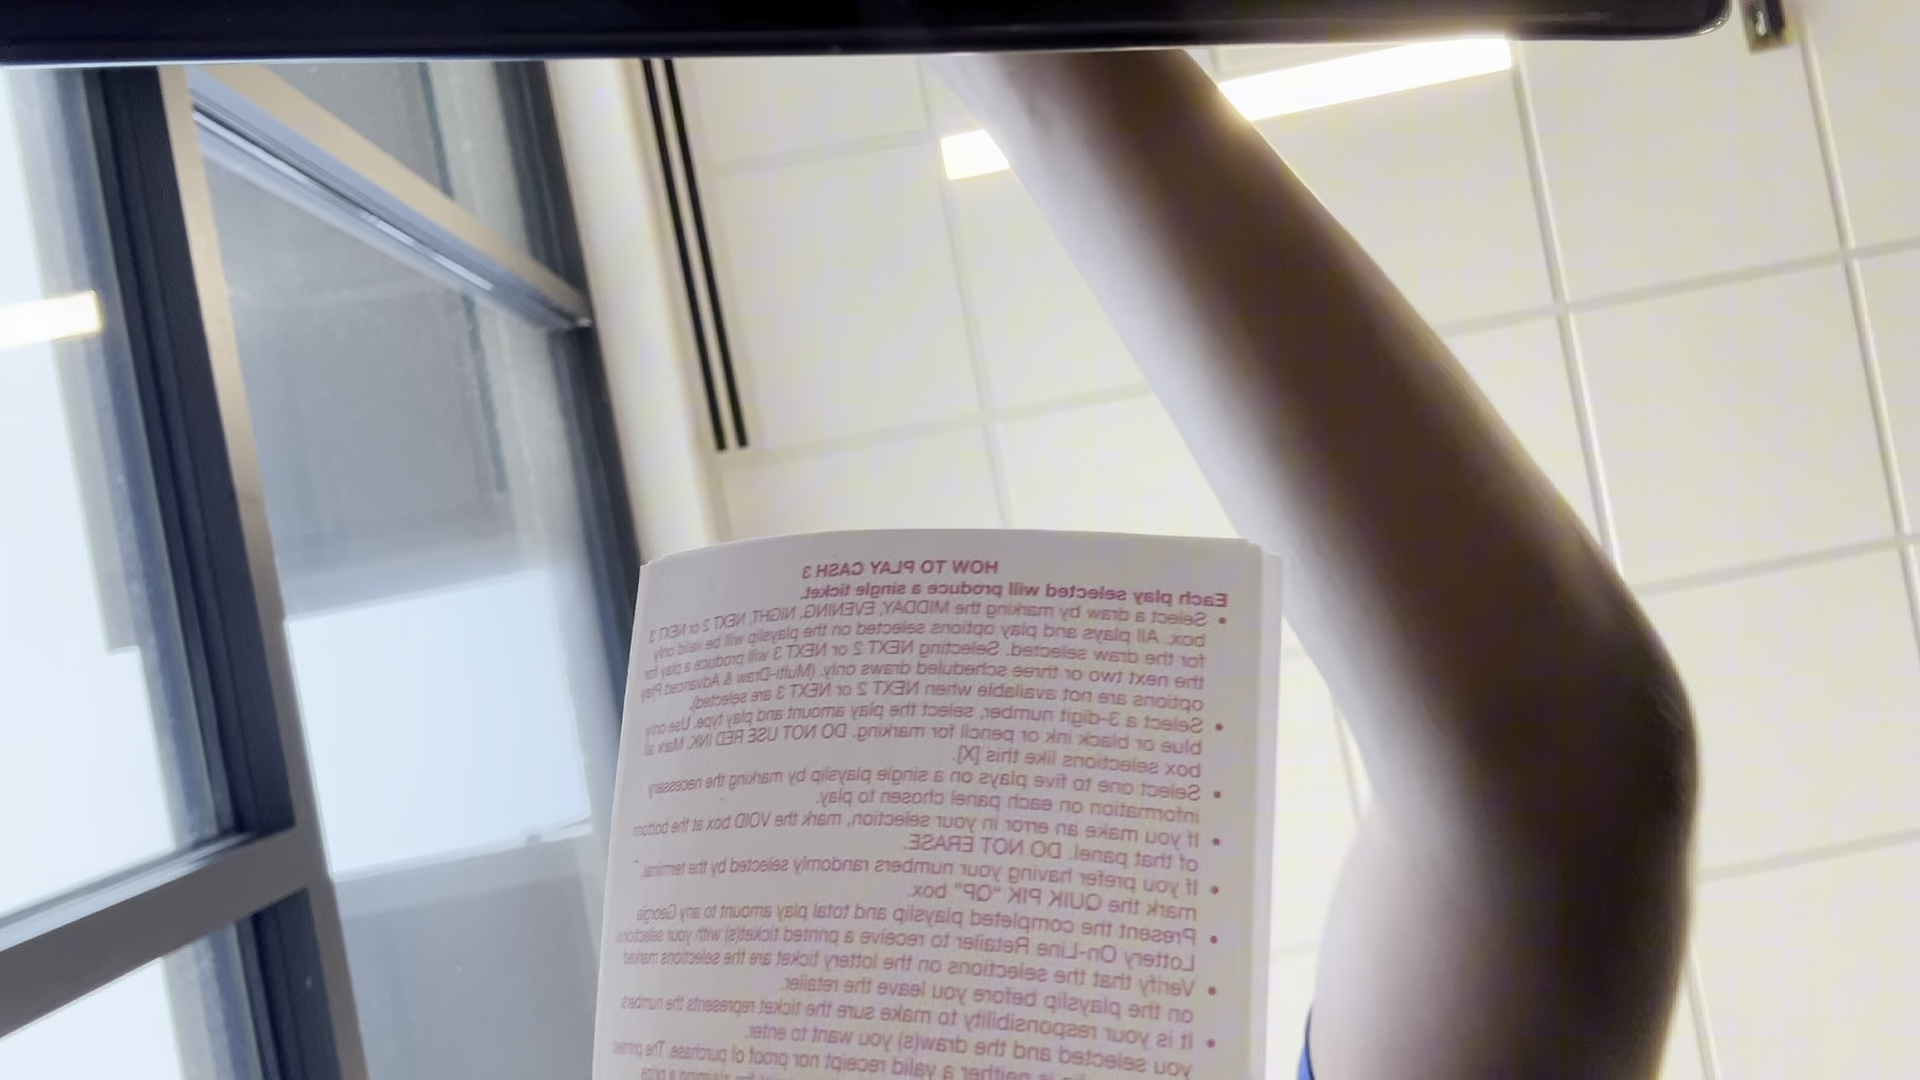 HOW TO PLAY CASH 3
Each play selected will produce a single ticket.
• Select a draw by marking the MIDDAY, EVENING, NIGHT, NEXT 2 or NEXT 3
box. All plays and play options selected on the playslip will be valid only
for the draw selected. Selecting NEXT 2 or NEXT 3 will produce a play for
the next two or three scheduled draws only. (Multi-Draw & Advanced Play
options are not available when NEXT 2 or NEXT 3 are selected).
• Select a 3-digit number, select the play amount and play type. Use only
blue or black ink or pencil for marking. DO NOT USE RED INK. Mark all
box selections like this [X].
• Select one to five plays on a single playslip by marking the necessary
information on each panel chosen to play.
• If you make an error in your selection, mark the VOID box at the bottom
of that panel. DO NOT ERASE.
• If you prefer having your numbers randomly selected by the terminal,
mark the QUIK PIK "QP" box.
• Present the completed playslip and total play amount to any Georgia
Lottery On-Line Retailer to receive a printed ticket(s) with your selections.
• Verify that the selections on the lottery ticket are the selections marked
on the playslip before you leave the retailer.
• It is your responsibility to make sure the ticket represents the numbers
you selected and the draw(s) you want to enter.
is neither a valid receipt nor proof of purchase. The printed